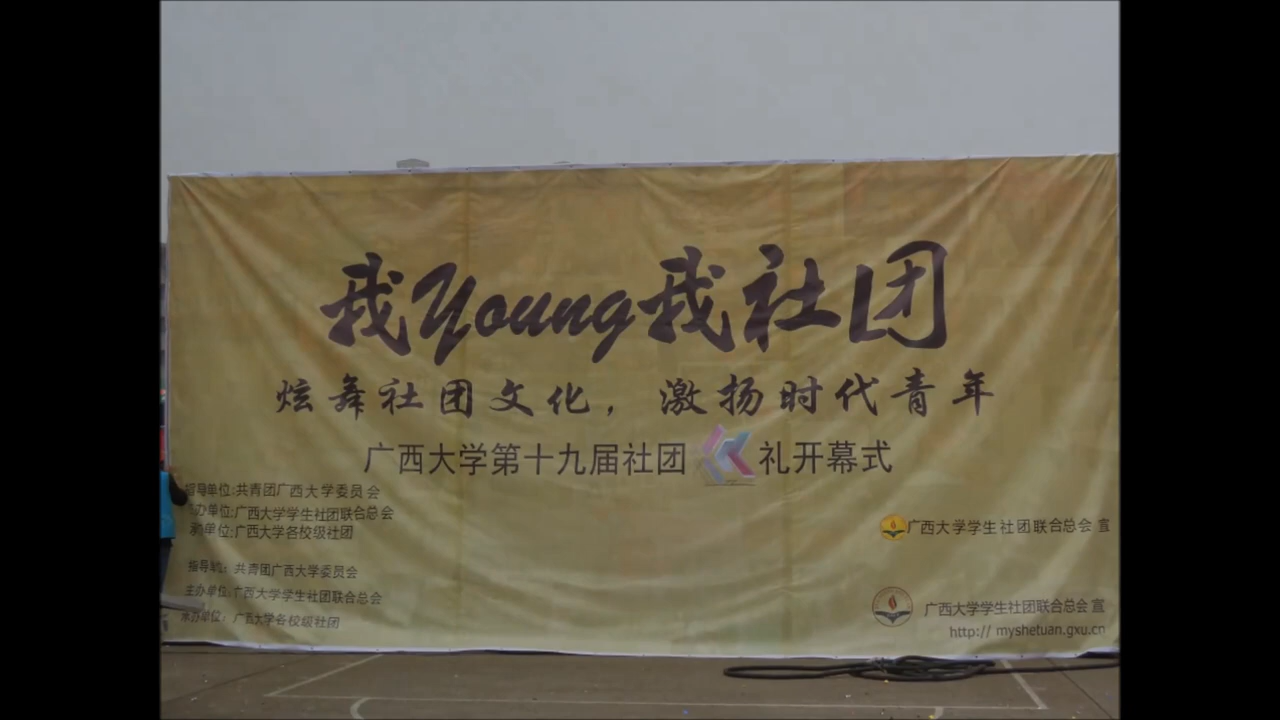 我Young我社团
炫舞社团文化，激扬时代青年
广西大学第十九届社团 礼开幕式
指导单位:共青团广西大学委员会
办单位:广西大学学生社团联合总会
承办单位:广西大学各校级社团
广西大学学生社团联合总会 宣
指导单位：共青团广西大学委员会
主办单位:广西大学学生社团联合总会
承办单位：广西大学各校级社团
广西大学学生社团联合总会 宣
http:// myshetuan.gxu.cn